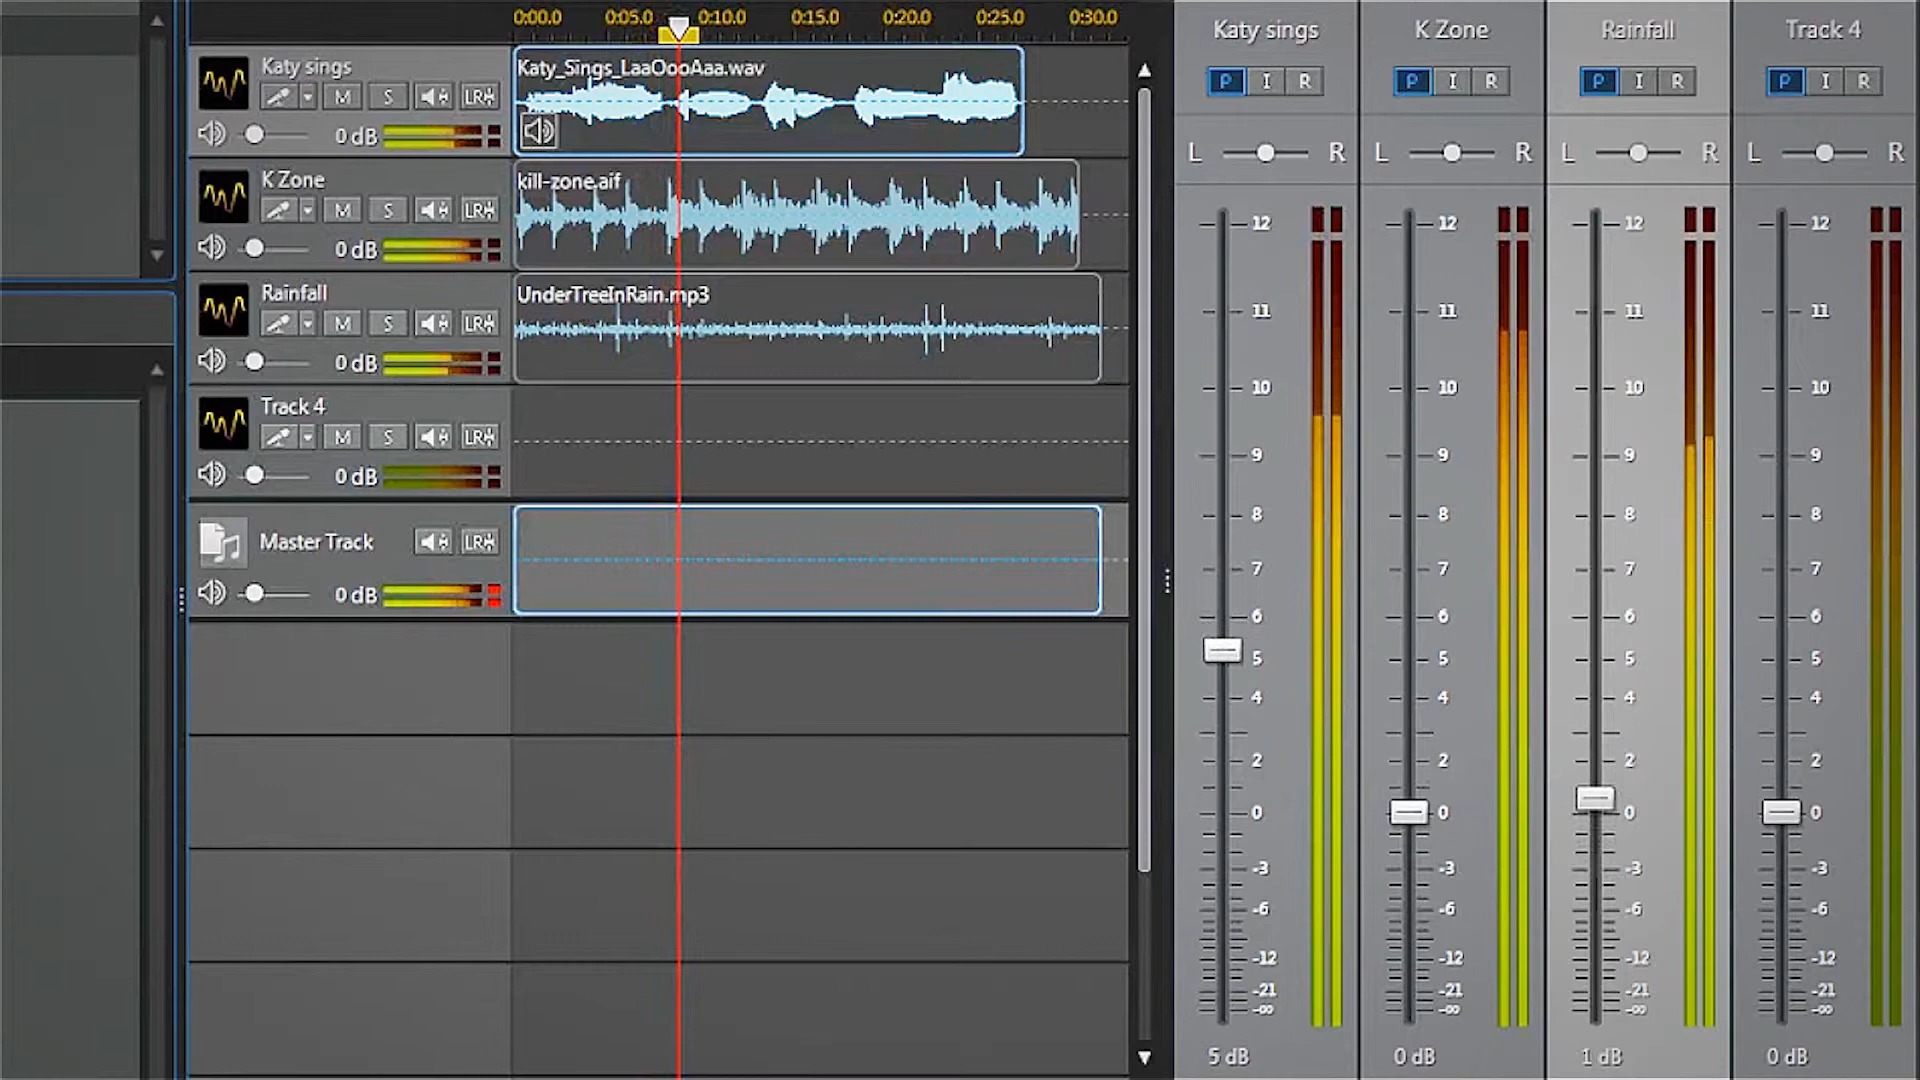 0:00.0 0:05.0 0:10.0 0:15.0 0:20.0 0:25.0 0:30.0
Katy sings
M S LR
0 dB
Katy_Sings_LaaOooAaa.wav
K Zone
M S LR
0 dB
kill-zone.aif
Rainfall
M S LR
0 dB
UnderTreeInRain.mp3
Track 4
M S LR
0 dB
Master Track
LR
0 dB
Katy sings
P I R
L R
12
11
10
9
8
7
6
5
4
2
0
-3
-6
-12
-21
-∞
5 dB
K Zone
P I R
L R
12
11
10
9
8
7
6
5
4
2
0
-3
-6
-12
-21
-∞
0 dB
Rainfall
P I R
L R
12
11
10
9
8
7
6
5
4
2
0
-3
-6
-12
-21
-∞
1 dB
Track 4
P I R
L R
12
11
10
9
8
7
6
5
4
2
0
-3
-6
-12
-21
-∞
0 dB